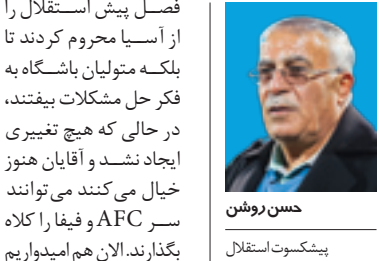 فصل پیش استقلال را
از آسیا محروم کردند تا
بلکه متولیان باشگاه به
فکر حل مشکلات بیفتند،
در حالی که هیچ تغییری
ایجاد نشد و آقایان هنوز
خیال می‌کنند می‌توانند
سر AFC و فیفا را کلاه
بگذارند. الان هم امیدواریم
حسن روشن
پیشکسوت استقلال